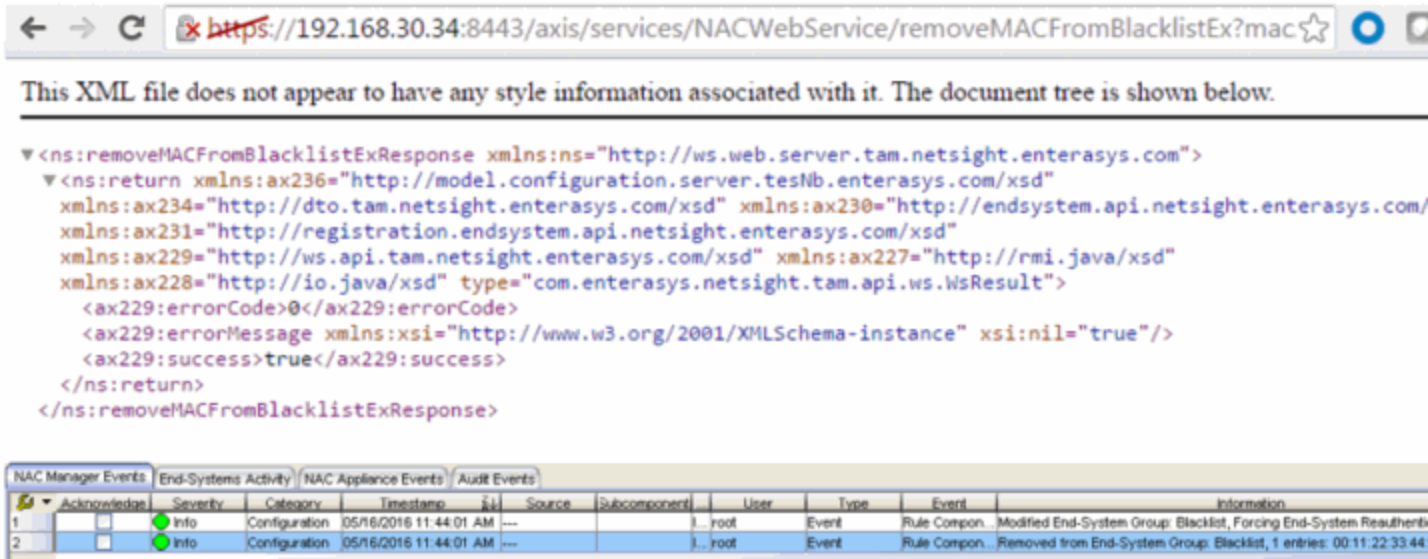 https://192.168.30.34:8443/axis/services/NACWebService/removeMACFromBlacklistEx?mac
This XML file does not appear to have any style information associated with it. The document tree is shown below.
▼<ns:removeMACFromBlacklistExResponse xmlns:ns="http://ws.web.server.tam.netsight.enterasys.com">
▼<ns:return xmlns:ax236="http://model.configuration.server.tesNb.enterasys.com/xsd"
xmlns:ax234="http://dto.tam.netsight.enterasys.com/xsd" xmlns:ax230="http://endsystem.api.netsight.enterasys.com/
xmlns:ax231="http://registration.endsystem.api.netsight.enterasys.com/xsd"
xmlns:ax229="http://ws.api.tam.netsight.enterasys.com/xsd" xmlns:ax227="http://rmi.java/xsd"
xmlns:ax228="http://io.java/xsd" type="com.enterasys.netsight.tam.api.ws.WsResult">
<ax229:errorCode>0</ax229:errorCode>
<ax229:errorMessage xmlns:xsi="http://www.w3.org/2001/XMLSchema-instance" xsi:nil="true"/>
<ax229:success>true</ax229:success>
</ns:return>
</ns:removeMACFromBlacklistExResponse>
NAC Manager Events End-Systems Activity NAC Appliance Events Audit Events
Acknowledge Severity Category Timestamp Source Subcomponent User Type Event Information
1 Info Configuration 05/16/2016 11:44:01 AM --- I... root Event Rule Compon... Modified End-System Group: Blacklist, Forcing End-System Reauthenti
2 Info Configuration 05/16/2016 11:44:01 AM --- I... root Event Rule Compon... Removed from End-System Group: Blacklist, 1 entries: 00:11:22:33:44: